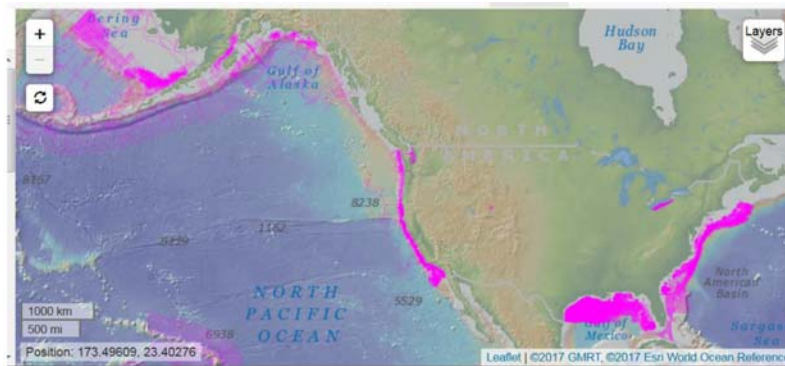 Bering
Sea
+
Hudson
Bay
Layers
Gulf of
Alaska
NORTH
AMERICA
8157
8238
1162
8129
North
American
Basin
5529
1000 km
500 mi
NORTH
PACIFIC
OCEAN
Gulf of
Mexico
Sargas
Sea
6938
Position: 173.49609, 23.40276
Leaflet | ©2017 GMRT, ©2017 Esri World Ocean Reference